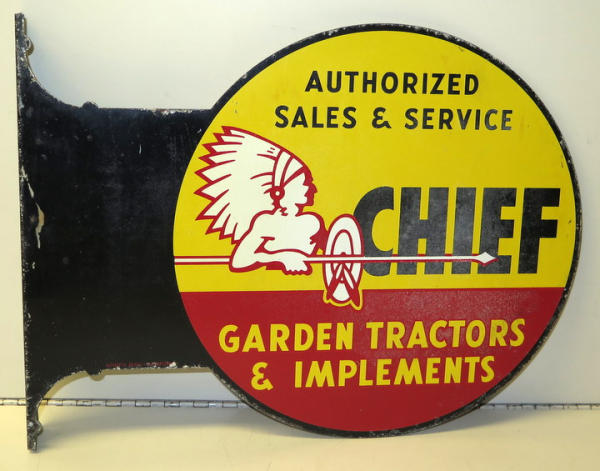 AUTHORIZED
SALES & SERVICE
CHIEF
GARDEN TRACTORS
& IMPLEMENTS